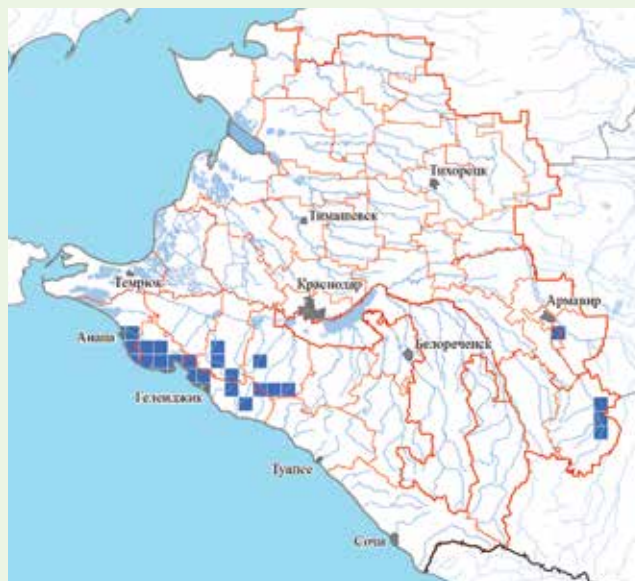 Тихорецк
Тимашевск
Краснодар
Темрюк
Армавир
Анапа
Белореченск
Геленджик
Туапсе
Сочи